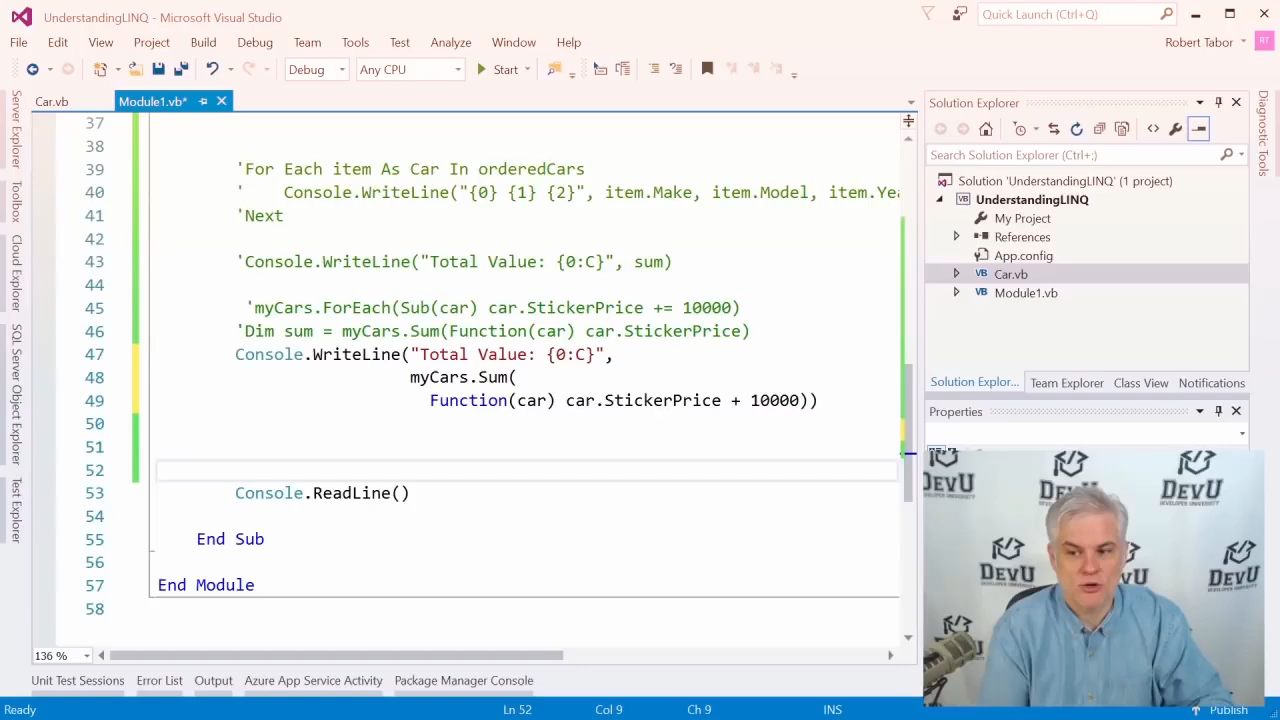 UnderstandingLINQ - Microsoft Visual Studio
Quick Launch (Ctrl+Q)
File Edit View Project Build Debug Team Tools Test Analyze Window Help
Robert Tabor RT
Debug Any CPU Start
Car.vb Module1.vb*
Server Explorer
Toolbox
Cloud Explorer
SQL Server Object Explorer
Test Explorer
37
38
39 'For Each item As Car In orderedCars
40 '    Console.WriteLine("{0} {1} {2}", item.Make, item.Model, item.Yea
41 'Next
42
43 'Console.WriteLine("Total Value: {0:C}", sum)
44
45 'myCars.ForEach(Sub(car) car.StickerPrice += 10000)
46 'Dim sum = myCars.Sum(Function(car) car.StickerPrice)
47 Console.WriteLine("Total Value: {0:C}",
48 myCars.Sum(
49 Function(car) car.StickerPrice + 10000))
50
51
52
53 Console.ReadLine()
54
55 End Sub
56
57 End Module
58
136 %
Solution Explorer
Search Solution Explorer (Ctrl+;)
Solution 'UnderstandingLINQ' (1 project)
VB UnderstandingLINQ
My Project
References
App.config
VB Car.vb
VB Module1.vb
Solution Explor... Team Explorer Class View Notifications
Properties
Diagnostic Tools
DevU
DEVELOPER UNIVERSITY
DevU
DEVELOPER UNIVERSITY
DevU
DevU
Unit Test Sessions Error List Output Azure App Service Activity Package Manager Console
Ready Ln 52 Col 9 Ch 9 INS Publish